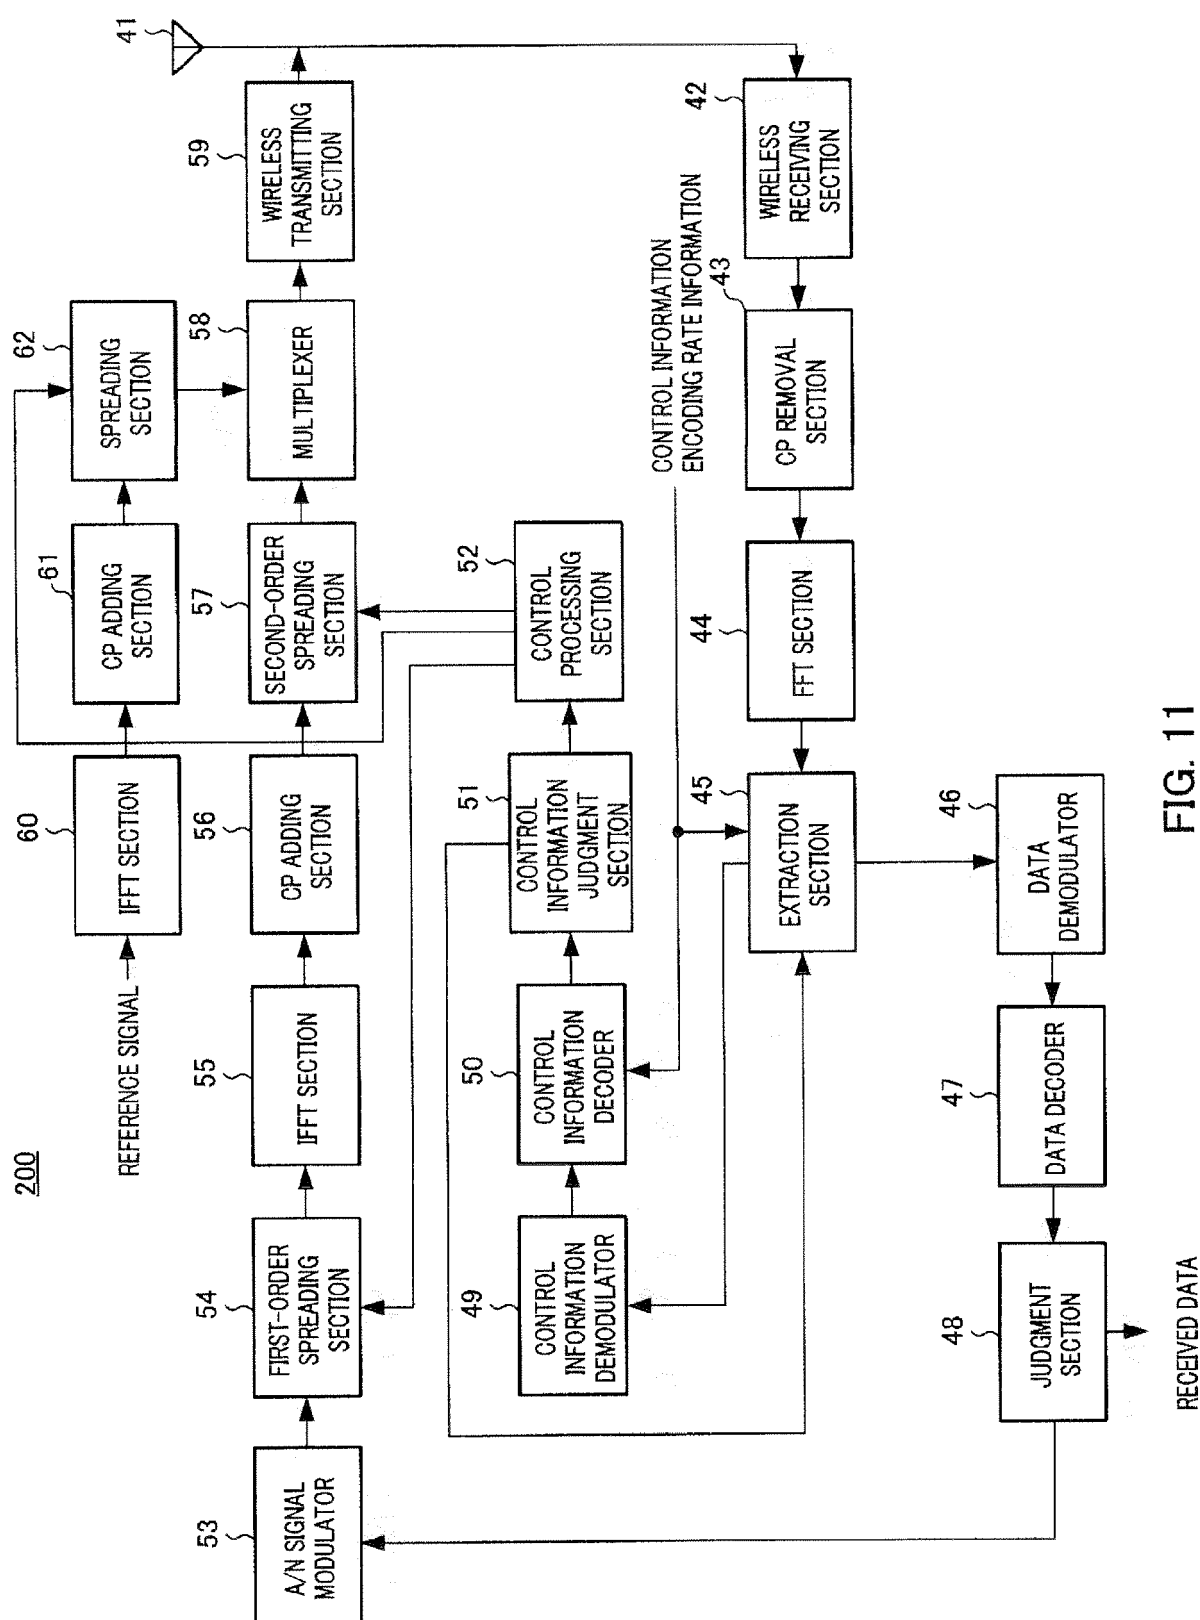 200
60
IFFT SECTION
REFERENCE SIGNAL
61
CP ADDING
SECTION
62
SPREADING
SECTION
41
53
A/N SIGNAL
MODULATOR
54
FIRST-ORDER
SPREADING
SECTION
55
IFFT SECTION
56
CP ADDING
SECTION
57
SECOND-ORDER
SPREADING
SECTION
58
MULTIPLEXER
59
WIRELESS
TRANSMITTING
SECTION
49
CONTROL
INFORMATION
DEMODULATOR
50
CONTROL
INFORMATION
DECODER
51
CONTROL
INFORMATION
JUDGMENT
SECTION
52
CONTROL
PROCESSING
SECTION
CONTROL INFORMATION
ENCODING RATE INFORMATION
45
EXTRACTION
SECTION
44
FFT SECTION
43
CP REMOVAL
SECTION
42
WIRELESS
RECEIVING
SECTION
48
JUDGMENT
SECTION
47
DATA DECODER
46
DATA
DEMODULATOR
RECEIVED DATA
FIG. 11